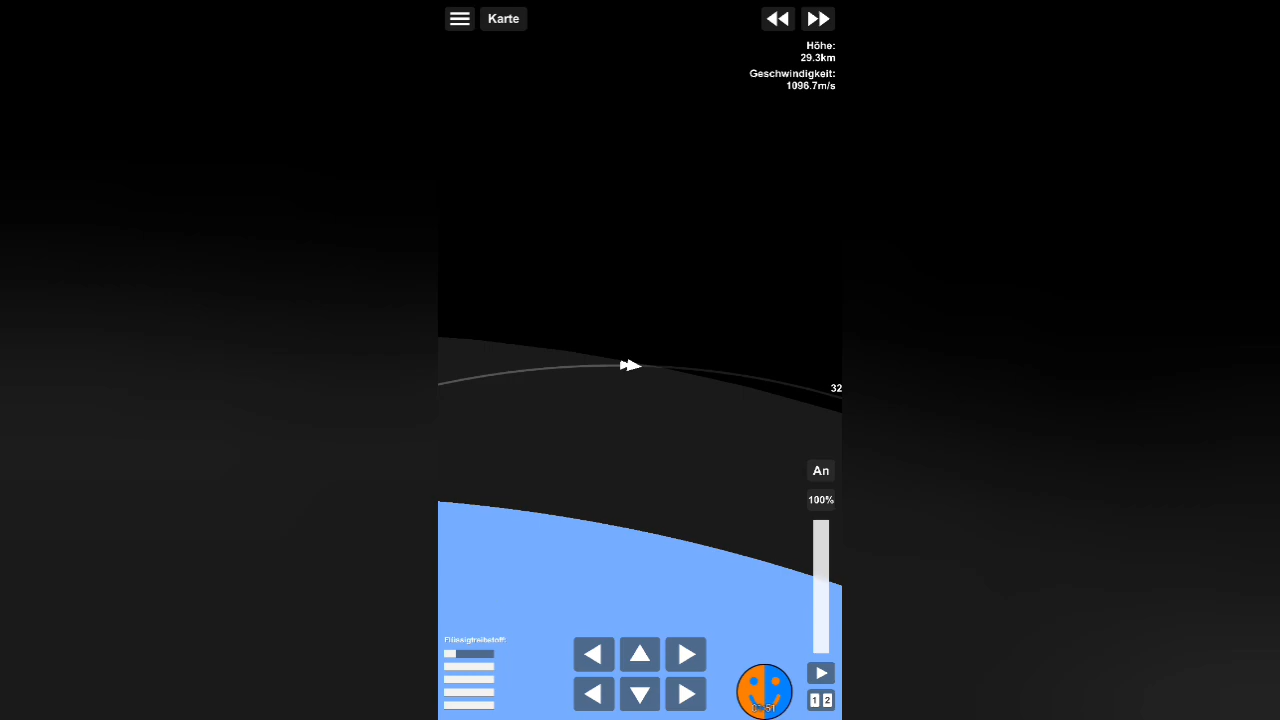 Karte
Höhe:
29.3km
Geschwindigkeit:
1096.7m/s
32
An
100%
Flüssigtreibstoff:
1 2